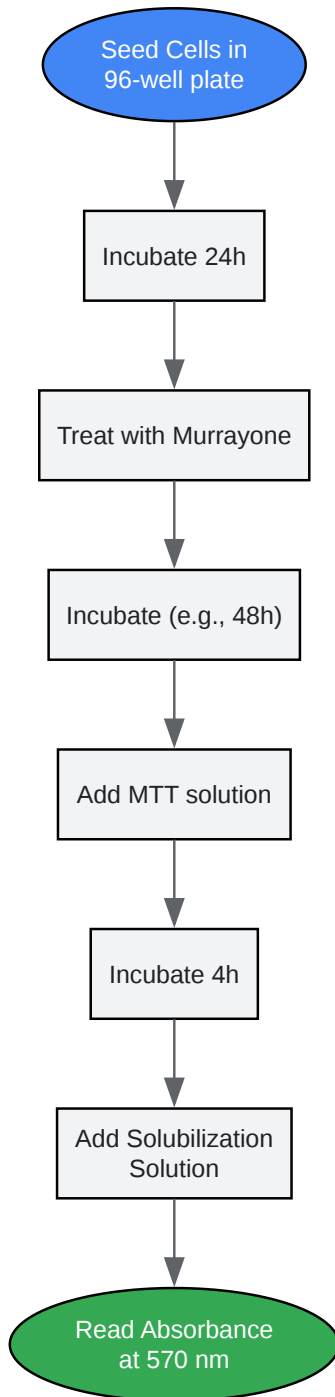 Seed Cells in
96-well plate
Incubate 24h
Treat with Murrayone
Incubate (e.g., 48h)
Add MTT solution
Incubate 4h
Add Solubilization
Solution
Read Absorbance
at 570 nm